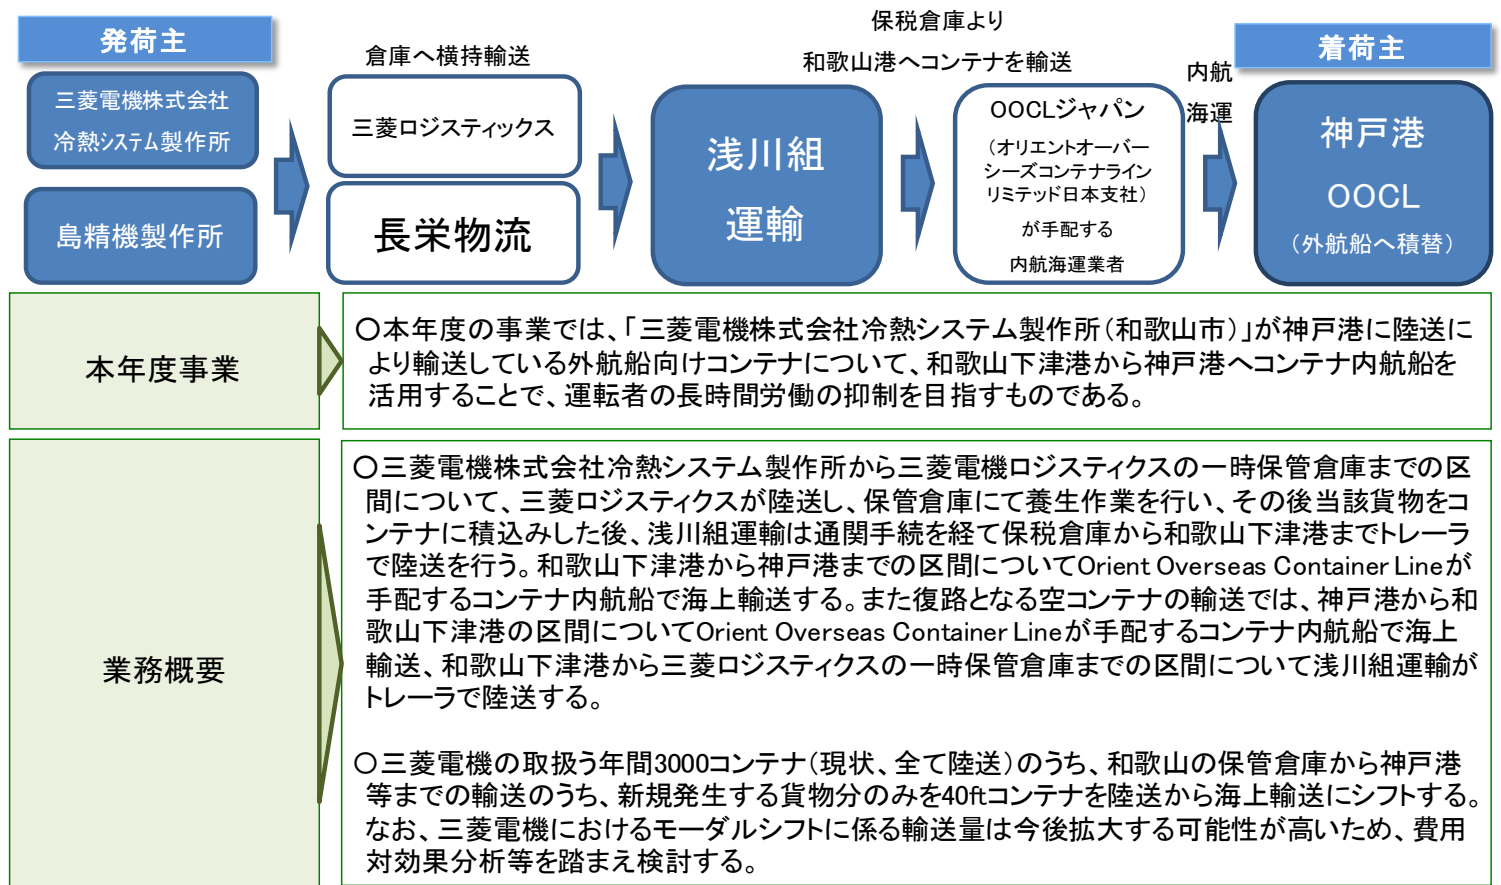 発荷主
三菱電機株式会社
冷熱システム製作所
島精機製作所
倉庫へ横持輸送
三菱ロジスティックス
長栄物流
保税倉庫より
和歌山港へコンテナを輸送
浅川組
運輸
OOCLジャパン
（オリエントオーバー
シーズコンテナライン
リミテッド日本支社）
が手配する
内航海運業者
内航
海運
着荷主
神戸港
OOCL
（外航船へ積替）
本年度事業
〇本年度の事業では、「三菱電機株式会社冷熱システム製作所（和歌山市）」が神戸港に陸送に
より輸送している外航船向けコンテナについて、和歌山下津港から神戸港へコンテナ内航船を
活用することで、運転者の長時間労働の抑制を目指すものである。
業務概要
〇三菱電機株式会社冷熱システム製作所から三菱電機ロジスティクスの一時保管倉庫までの区
間について、三菱ロジスティクスが陸送し、保管倉庫にて養生作業を行い、その後当該貨物をコ
ンテナに積込みした後、浅川組運輸は通関手続を経て保税倉庫から和歌山下津港までトレーラ
で陸送を行う。和歌山下津港から神戸港までの区間についてOrient Overseas Container Lineが
手配するコンテナ内航船で海上輸送する。また復路となる空コンテナの輸送では、神戸港から和
歌山下津港の区間についてOrient Overseas Container Lineが手配するコンテナ内航船で海上
輸送、和歌山下津港から三菱ロジスティクスの一時保管倉庫までの区間について浅川組運輸が
トレーラで陸送する。
〇三菱電機の取扱う年間3000コンテナ（現状、全て陸送）のうち、和歌山の保管倉庫から神戸港
等までの輸送のうち、新規発生する貨物分のみを40ftコンテナを陸送から海上輸送にシフトする。
なお、三菱電機におけるモーダルシフトに係る輸送量は今後拡大する可能性が高いため、費用
対効果分析等を踏まえ検討する。